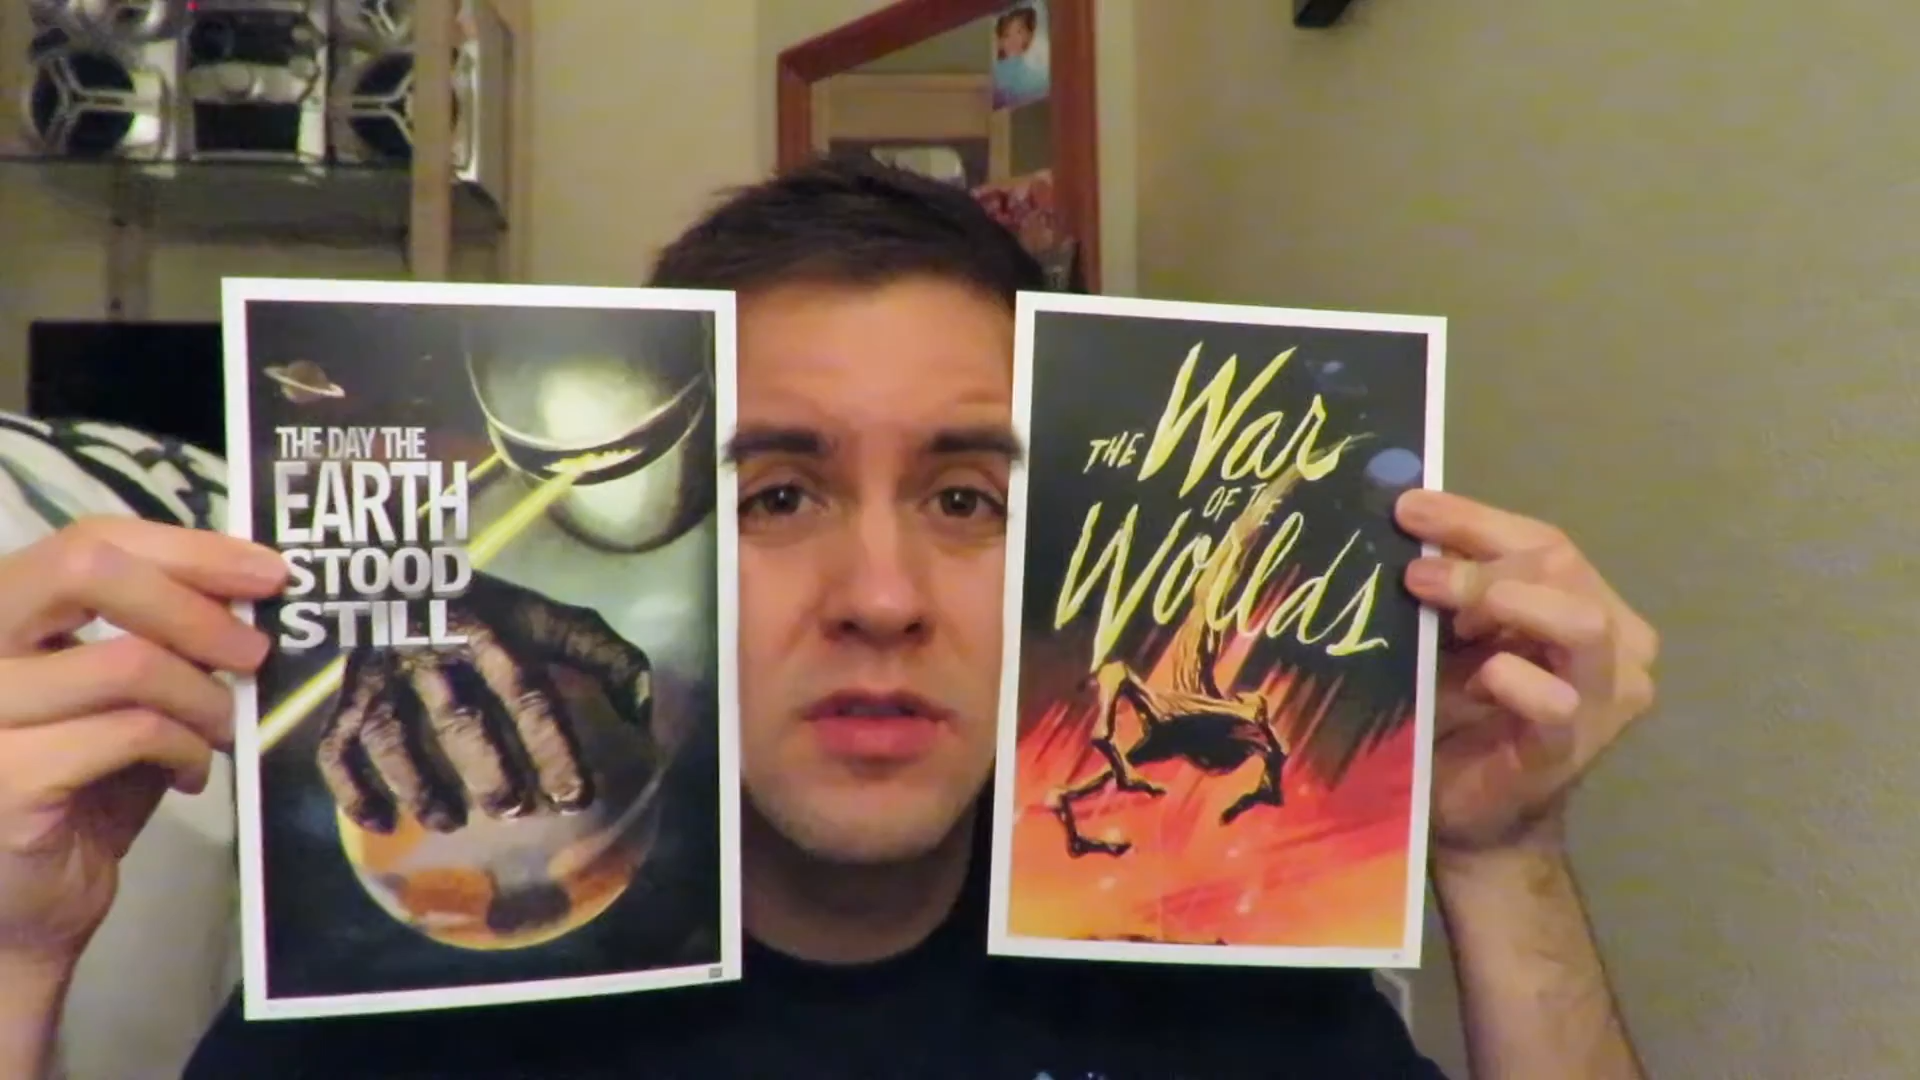 THE DAY THE
EARTH
STOOD
STILL
THE War
OF THE
Worlds